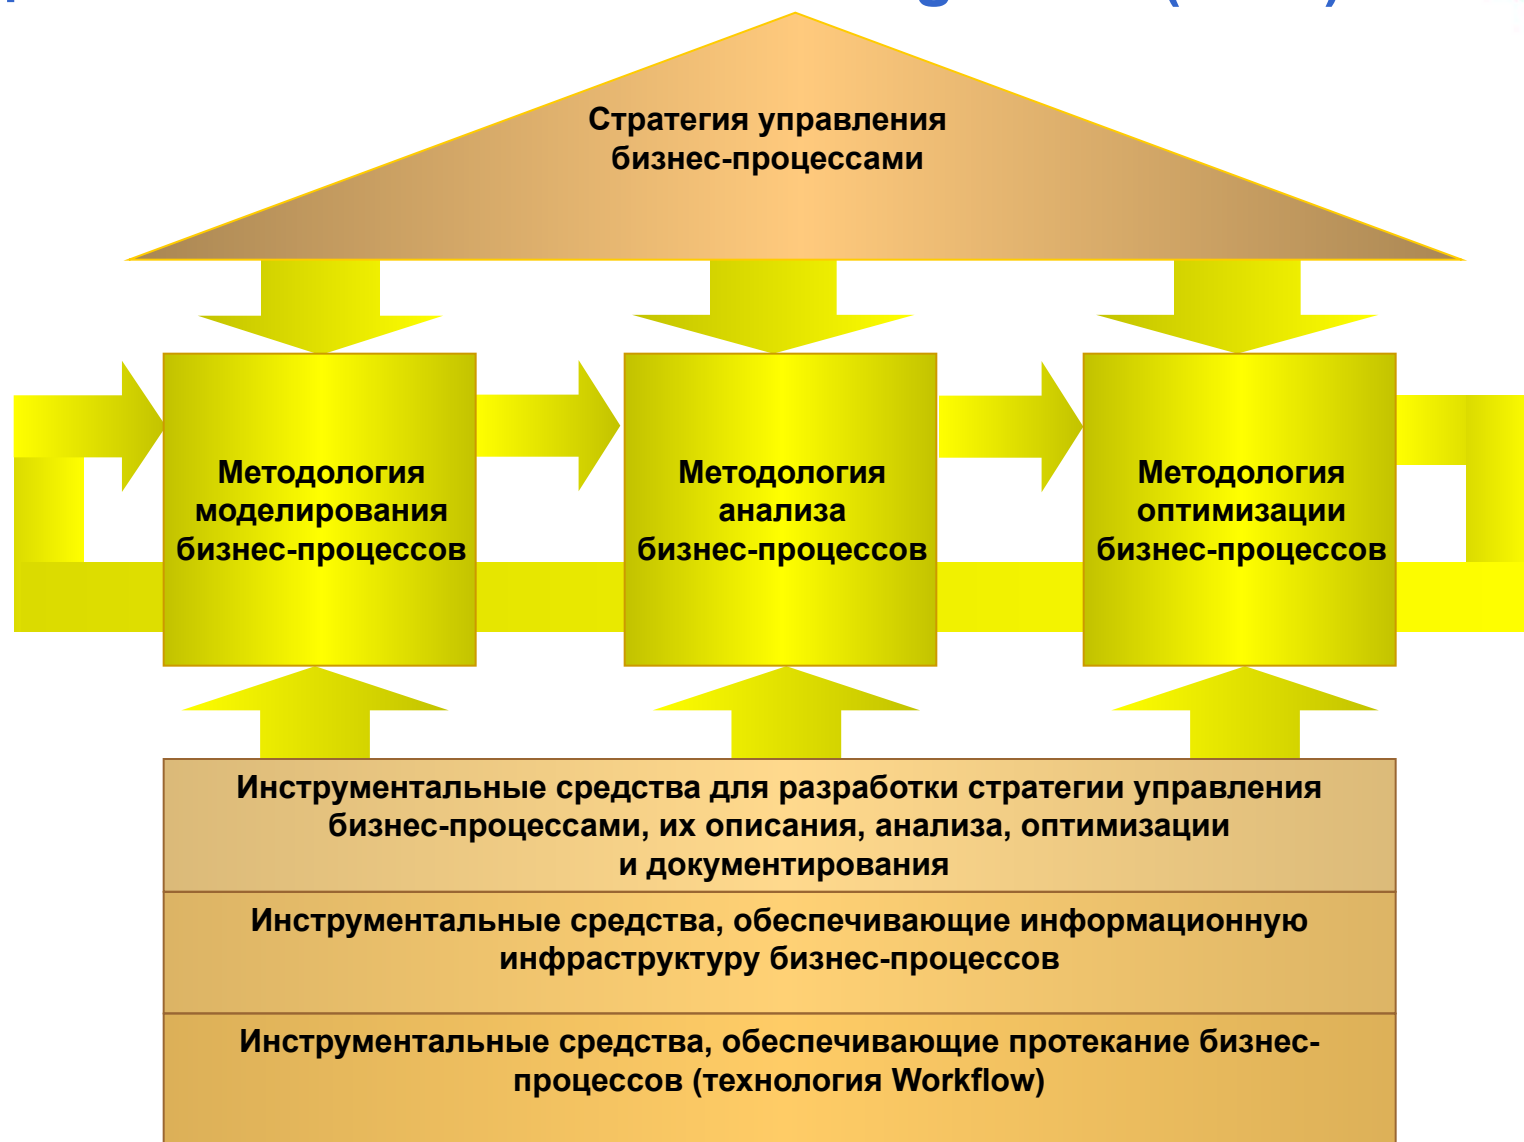 Стратегия управления
бизнес-процессами
Методология
моделирования
бизнес-процессов
Методология
анализа
бизнес-процессов
Методология
оптимизации
бизнес-процессов
Инструментальные средства для разработки стратегии управления
бизнес-процессами, их описания, анализа, оптимизации
и документирования
Инструментальные средства, обеспечивающие информационную
инфраструктуру бизнес-процессов
Инструментальные средства, обеспечивающие протекание бизнес-
процессов (технология Workflow)